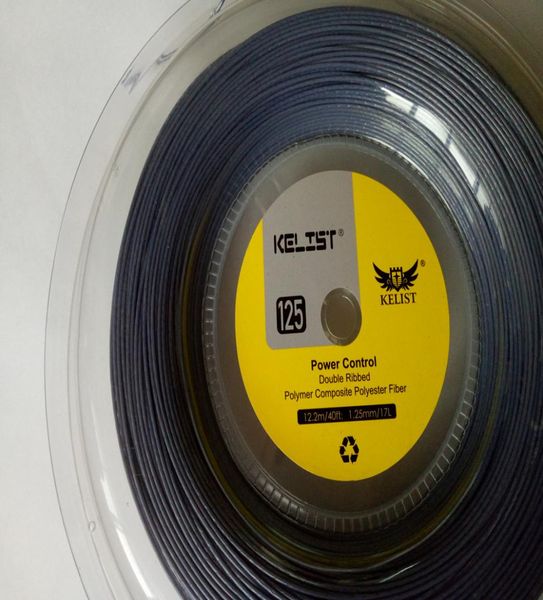 KELIST®
®
KELIST
125
Power Control
Double Ribbed
Polymer Composite Polyester Fiber
12.2m/40ft: 1.25mm/17L